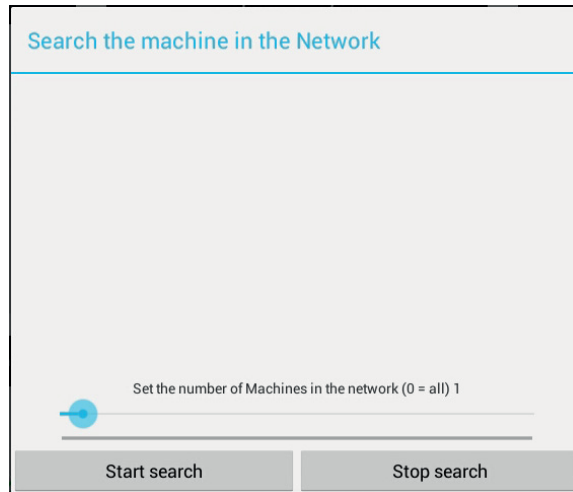 Search the machine in the Network
Set the number of Machines in the network (0 = all) 1
Start search
Stop search